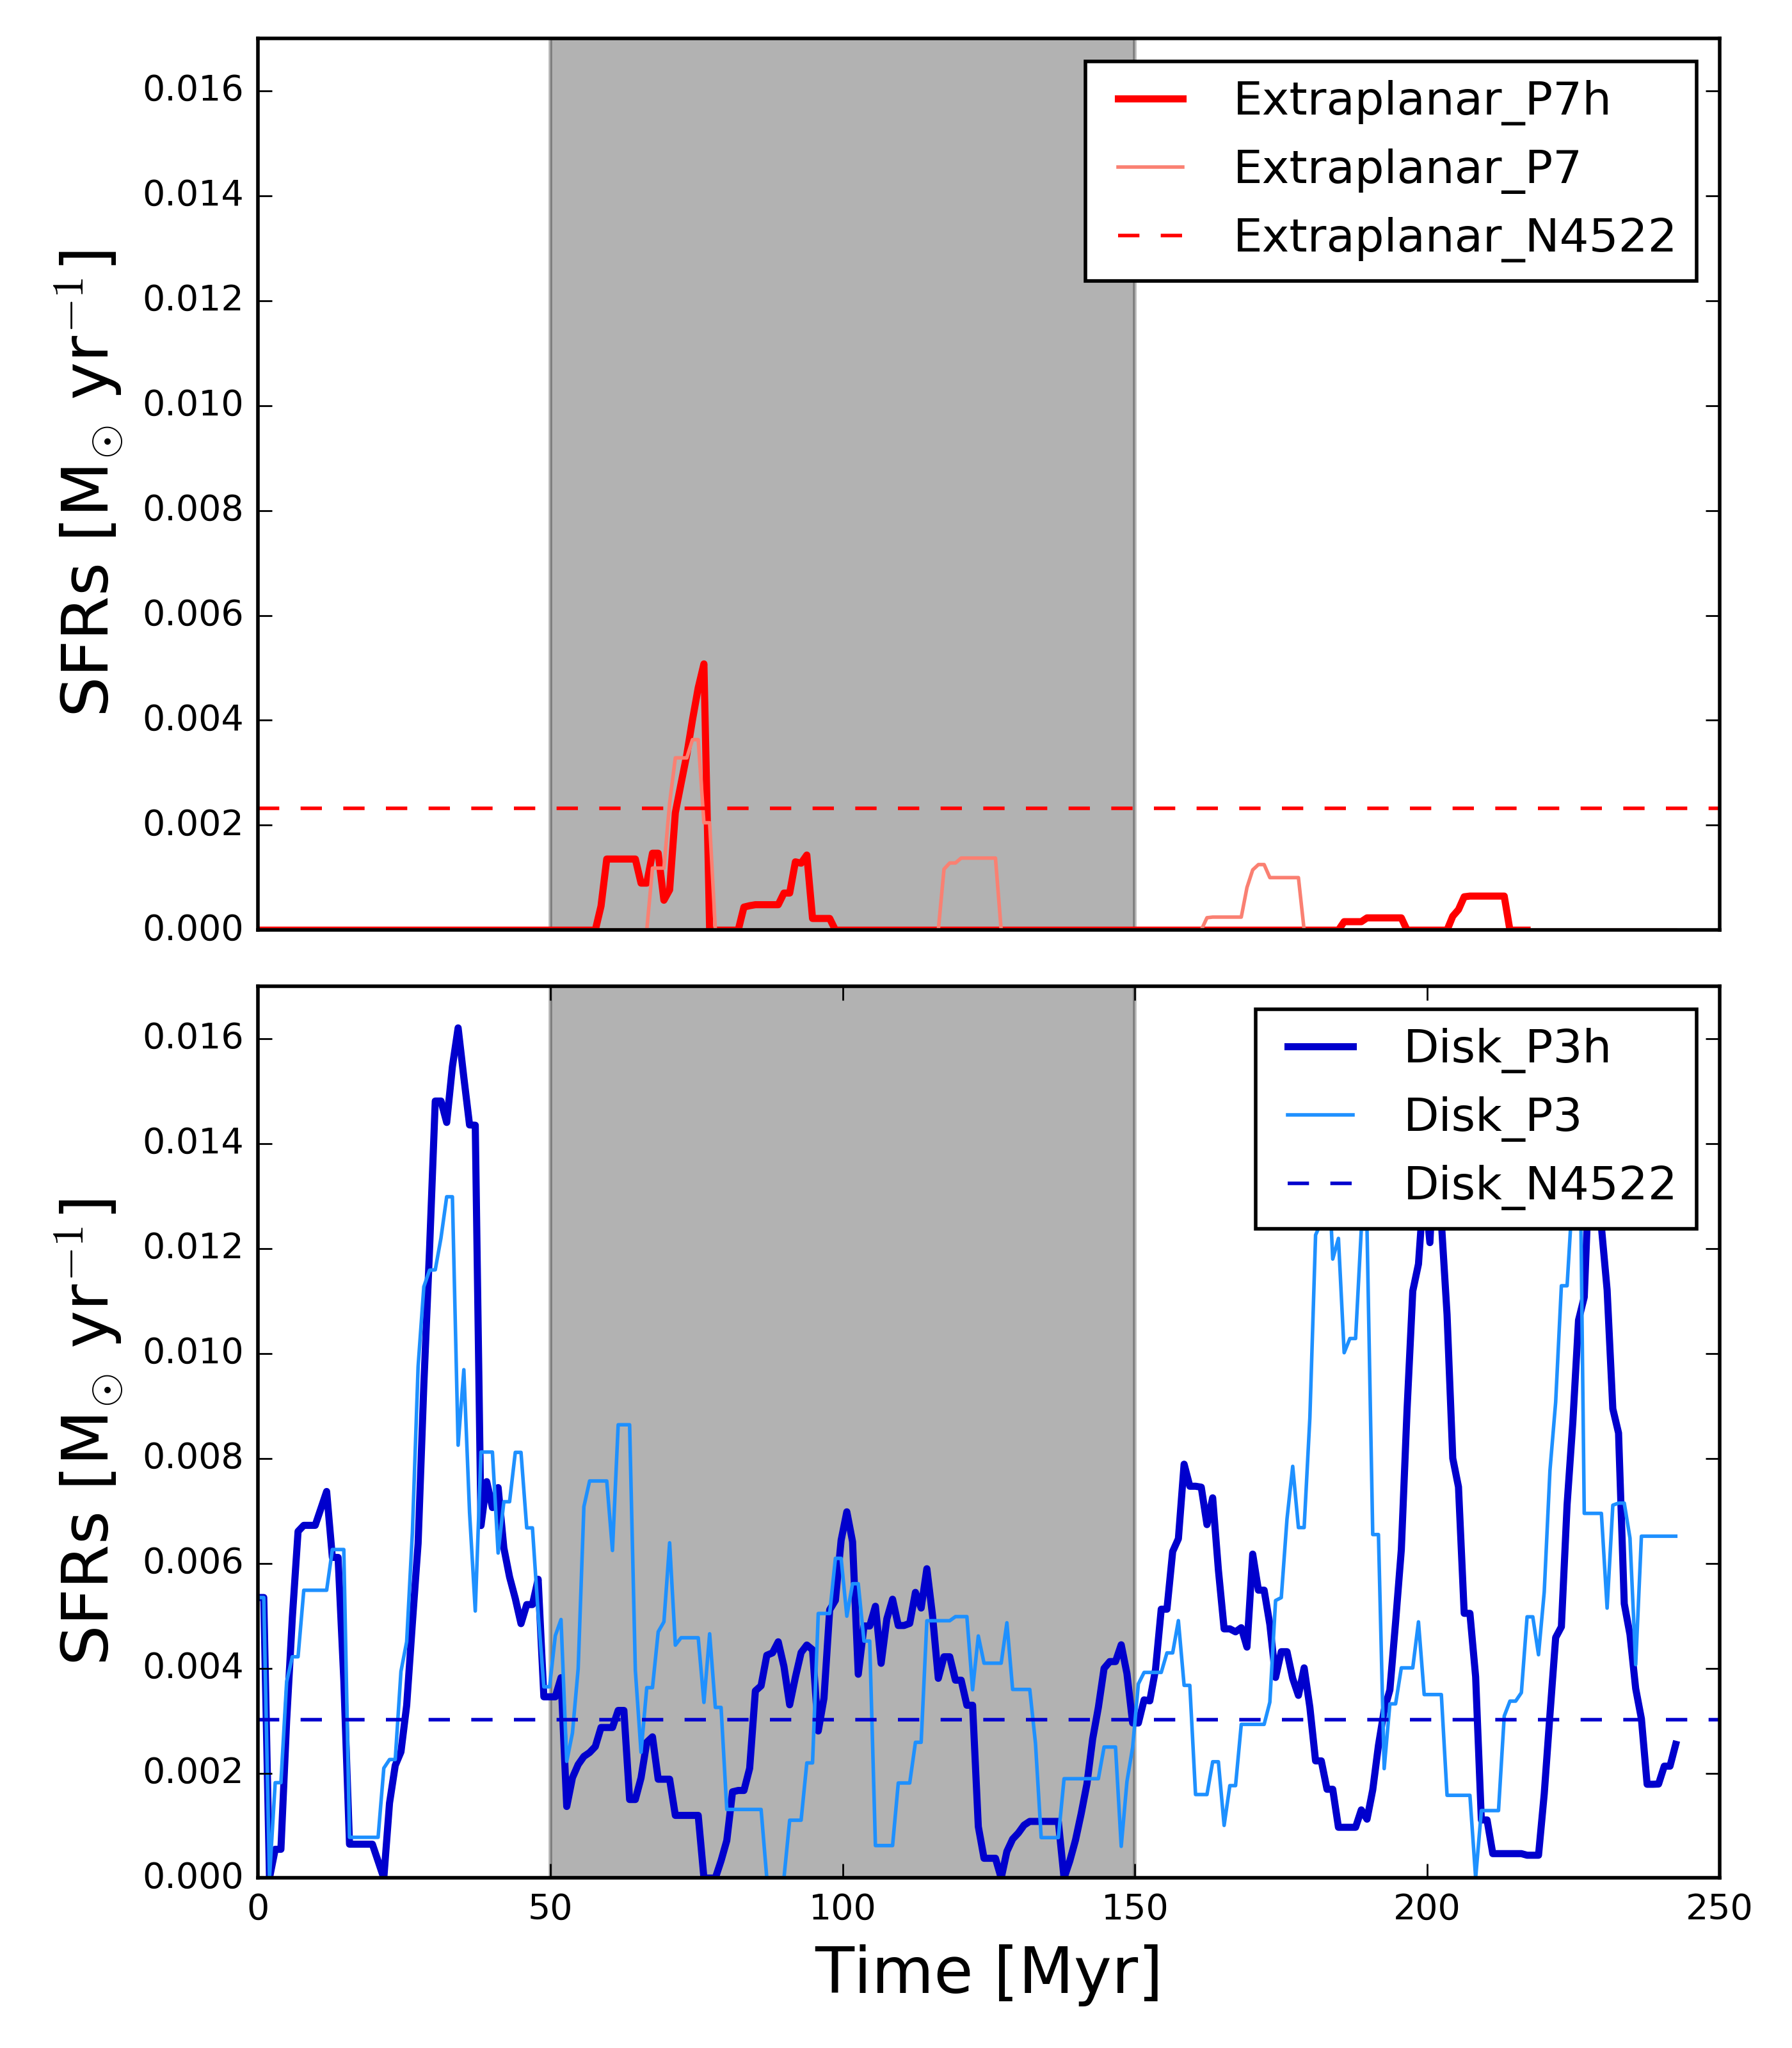 SFRs [M⊙ yr−1]
0.016
0.014
0.012
0.010
0.008
0.006
0.004
0.002
0.000
Extraplanar_P7h
Extraplanar_P7
Extraplanar_N4522
SFRs [M⊙ yr−1]
0.016
0.014
0.012
0.010
0.008
0.006
0.004
0.002
0.000
Disk_P3h
Disk_P3
Disk_N4522
0 50 100 150 200 250
Time [Myr]